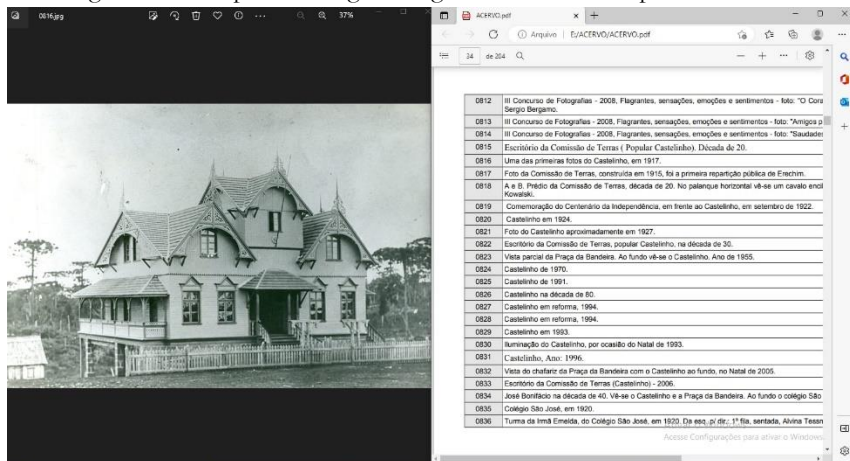 0816.jpg
37%
ACERVO.pdf
Arquivo
E:/ACERVO/ACERVO.pdf
34 de 204
0812 III Concurso de Fotografias - 2008, Flagrantes, sensações, emoções e sentimentos - foto: "O Cora
Sergio Bergamo.
0813 III Concurso de Fotografias - 2008, Flagrantes, sensações, emoções e sentimentos - foto: "Amigos p
0814 III Concurso de Fotografias - 2008, Flagrantes, sensações, emoções e sentimentos - foto: "Saudades
0815 Escritório da Comissão de Terras ( Popular Castelinho). Década de 20.
0816 Uma das primeiras fotos do Castelinho, em 1917.
0817 Foto da Comissão de Terras, construída em 1915, foi a primeira repartição pública de Erechim.
0818 A e B. Prédio da Comissão de Terras, década de 20. No palanque horizontal vê-se um cavalo encil
Kowalski.
0819 Comemoração do Centenário da Independência, em frente ao Castelinho, em setembro de 1922.
0820 Castelinho em 1924.
0821 Foto do Castelinho aproximadamente em 1927.
0822 Escritório da Comissão de Terras, popular Castelinho, na década de 30.
0823 Vista parcial da Praça da Bandeira. Ao fundo vê-se o Castelinho. Ano de 1955.
0824 Castelinho de 1970.
0825 Castelinho de 1991.
0826 Castelinho na década de 80.
0827 Castelinho em reforma, 1994.
0828 Castelinho em reforma, 1994.
0829 Castelinho em 1993.
0830 Iluminação do Castelinho, por ocasião do Natal de 1993.
0831 Castelinho, Ano: 1996.
0832 Vista do chafariz da Praça da Bandeira com o Castelinho ao fundo, no Natal de 2005.
0833 Escritório da Comissão de Terras (Castelinho) - 2006.
0834 José Bonifácio na década de 40. Vê-se o Castelinho e a Praça da Bandeira. Ao fundo o colégio São
0835 Colégio São José, em 1920.
0836 Turma da Irmã Emelda, do Colégio São José, em 1920. Da esq. p/ dir.: 1ª fila, sentada, Alvina Tessn
Acesse Configurações para ativar o Windows.